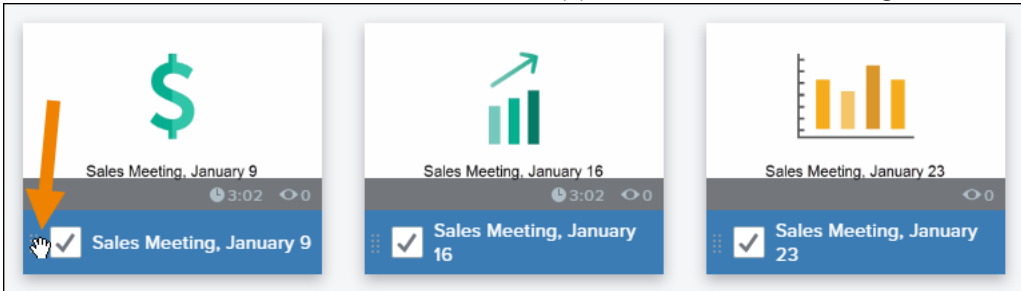 $
Sales Meeting, January 9
3:02 0
Sales Meeting, January 9
Sales Meeting, January 16
3:02 0
Sales Meeting, January
16
Sales Meeting, January 23
0
Sales Meeting, January
23